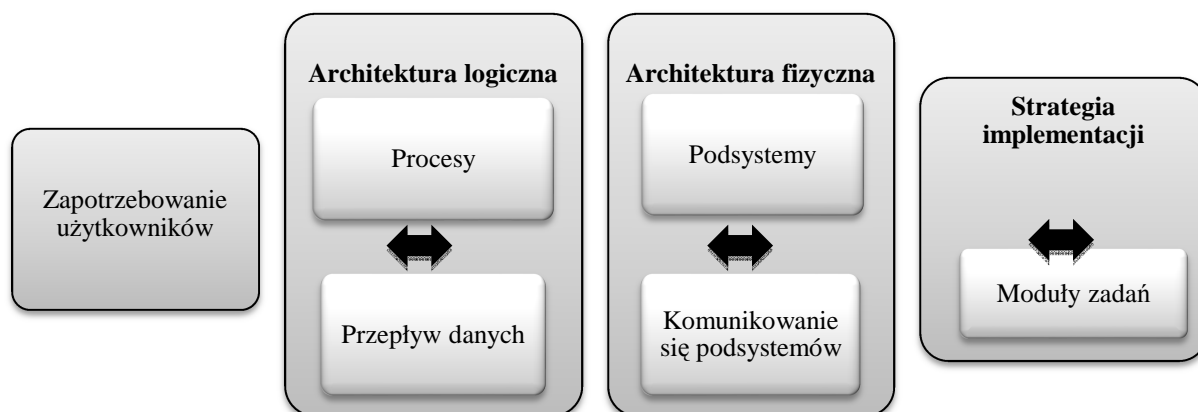 Zapotrzebowanie
użytkowników
Architektura logiczna
Procesy
Przepływ danych
Architektura fizyczna
Podsystemy
Komunikowanie
się podsystemów
Strategia
implementacji
Moduły zadań